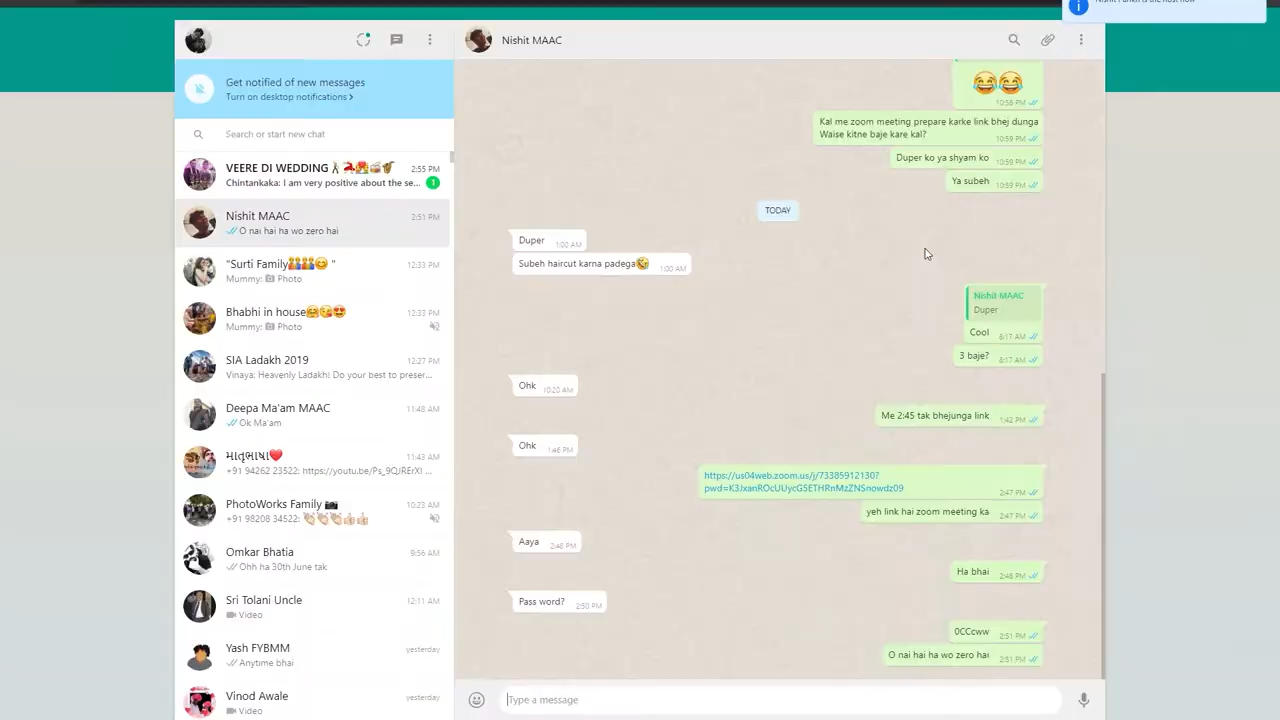 Nishit MAAC
Get notified of new messages
Turn on desktop notifications >
Search or start new chat
VEERE DI WEDDING 2:55 PM
Chintankaka: I am very positive about the se... 1
Nishit MAAC 2:51 PM
O nai hai ha wo zero hai
"Surti Family👭👭😊 " 12:33 PM
Mummy: 📷 Photo
Bhabhi in house🤗😘😍 12:33 PM
Mummy: 📷 Photo
SIA Ladakh 2019 12:27 PM
Vinaya: Heavenly Ladakh! Do your best to preser...
Deepa Ma'am MAAC 11:48 AM
Ok Ma'am
માતૃભાષા❤️ 11:43 AM
+91 94262 23522: https://youtu.be/Ps_9QJRErXI ...
PhotoWorks Family 📷 10:23 AM
+91 98208 34522: 👏🏻👏🏻👏🏻👍🏻👍🏻
Omkar Bhatia 9:56 AM
Ohh ha 30th June tak
Sri Tolani Uncle 12:11 AM
Video
Yash FYBMM yesterday
Anytime bhai
Vinod Awale yesterday
Video
Nishit MAAC
😂😂
10:58 PM
Kal me zoom meeting prepare karke link bhej dunga
Waise kitne baje kare kal? 10:59 PM
Duper ko ya shyam ko 10:59 PM
Ya subeh 10:59 PM
TODAY
Duper 1:00 AM
Subeh haircut karna padega🤣 1:00 AM
Nishit MAAC
Duper
Cool 8:17 AM
3 baje? 8:17 AM
Ohk 10:20 AM
Me 2:45 tak bhejunga link 1:42 PM
Ohk 1:46 PM
https://us04web.zoom.us/j/73385912130?
pwd=K3JxanROcUUycG5ETHRnMzZNSnowdz09 2:47 PM
yeh link hai zoom meeting ka 2:47 PM
Aaya 2:48 PM
Ha bhai 2:48 PM
Pass word? 2:50 PM
0CCcww 2:51 PM
O nai hai ha wo zero hai 2:51 PM
Type a message